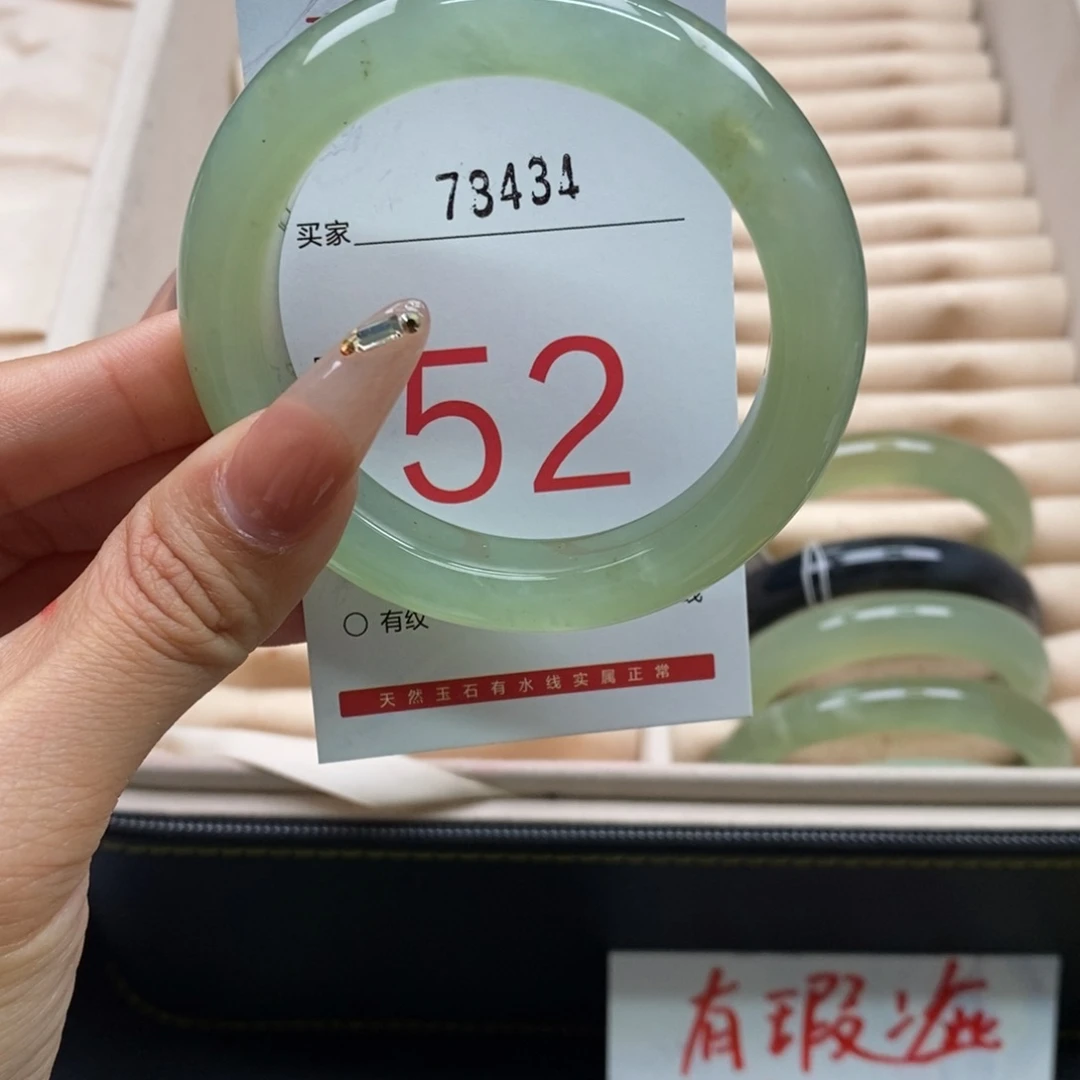 买家 73434
52
○ 有纹
天然玉石有水线实属正常
有瑕疵